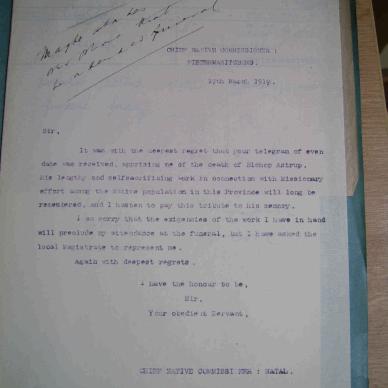 CHIEF NATIVE COMMISSIONER :
PIETERMARITZBURG.
March 1919.
Sir,
It was with the deepest regret that your telegram of even
date was received, apprising me of the death of Bishop Astrup.
His lengthy and selfsacrificing work in connection with Missionary
effort among the Native population in this Province will long be
remembered, and I hasten to pay this tribute to his memory.
I am sorry that the exigencies of the work I have in hand
will preclude my attendance at the funeral, but I have asked the
local Magistrate to represent me.
Again with deepest regrets.
I have the honour to be,
Sir,
Your obedient Servant,
CHIEF NATIVE COMMISSI NER : NATAL.